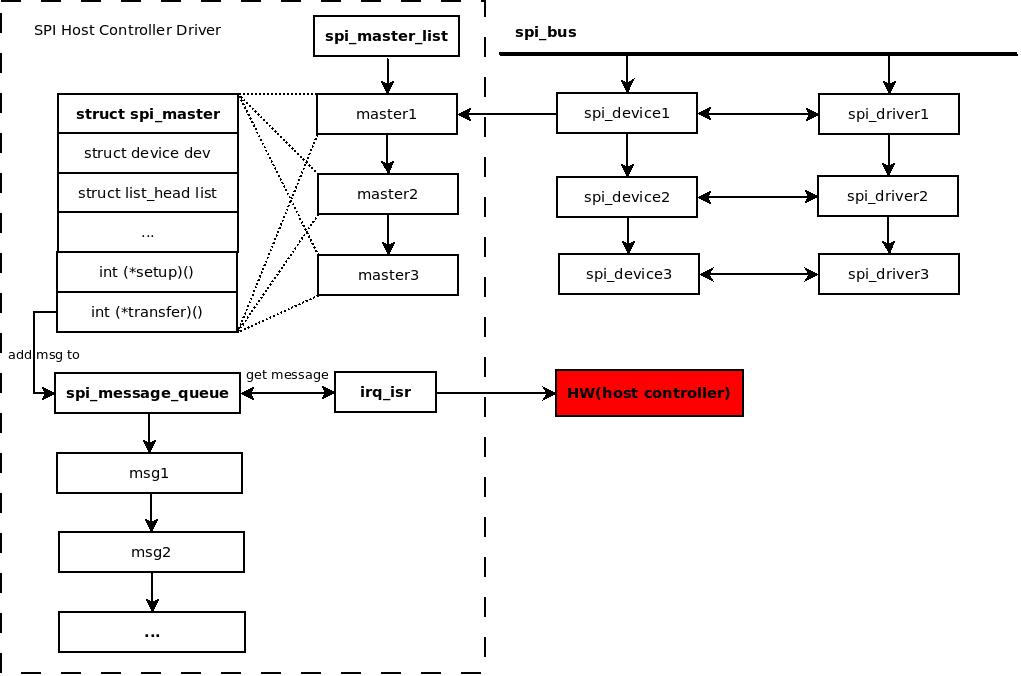 SPI Host Controller Driver
spi_master_list
spi_bus
struct spi_master
master1
spi_device1
spi_driver1
struct device dev
struct list_head list
master2
spi_device2
spi_driver2
...
int (*setup)()
master3
spi_device3
spi_driver3
int (*transfer)()
add msg to
get message
spi_message_queue
irq_isr
HW(host controller)
msg1
msg2
...